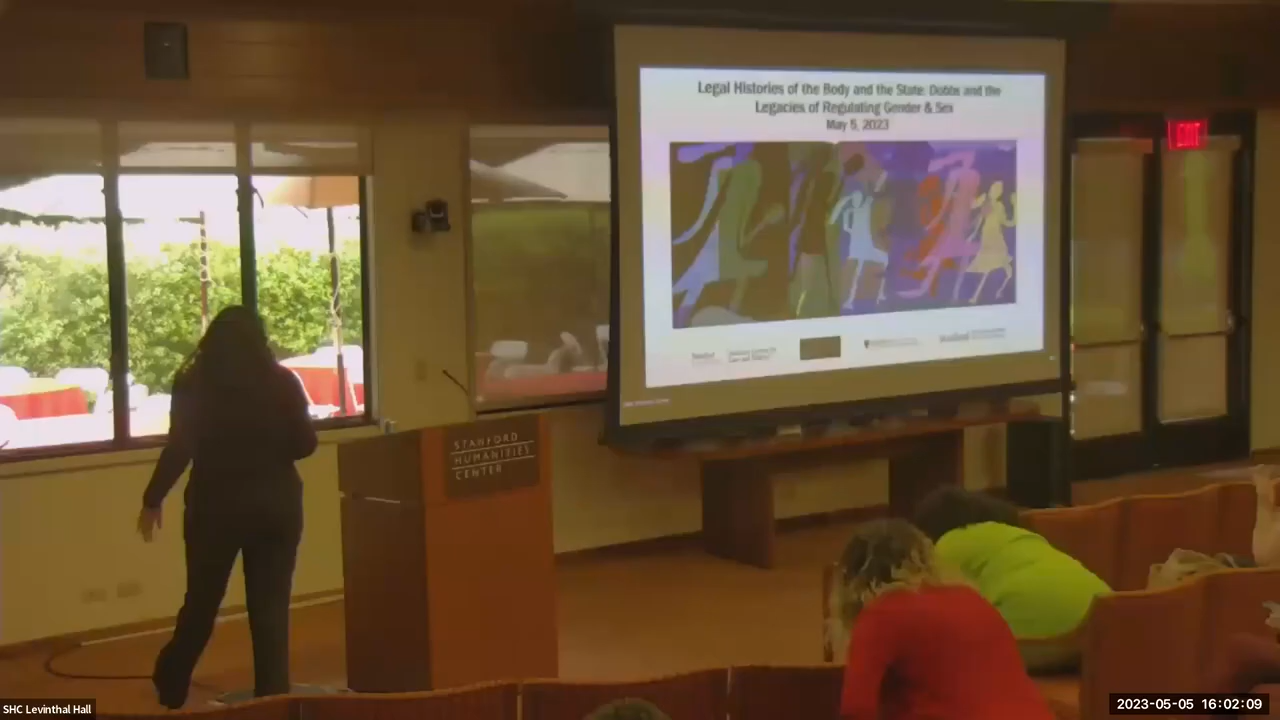 Legal Histories of the Body and the State: Dobbs and the
Legacies of Regulating Gender & Sex
May 5, 2023
EXIT
STANFORD
HUMANITIES
CENTER
SHC Levinthal Hall
2023-05-05 16:02:09